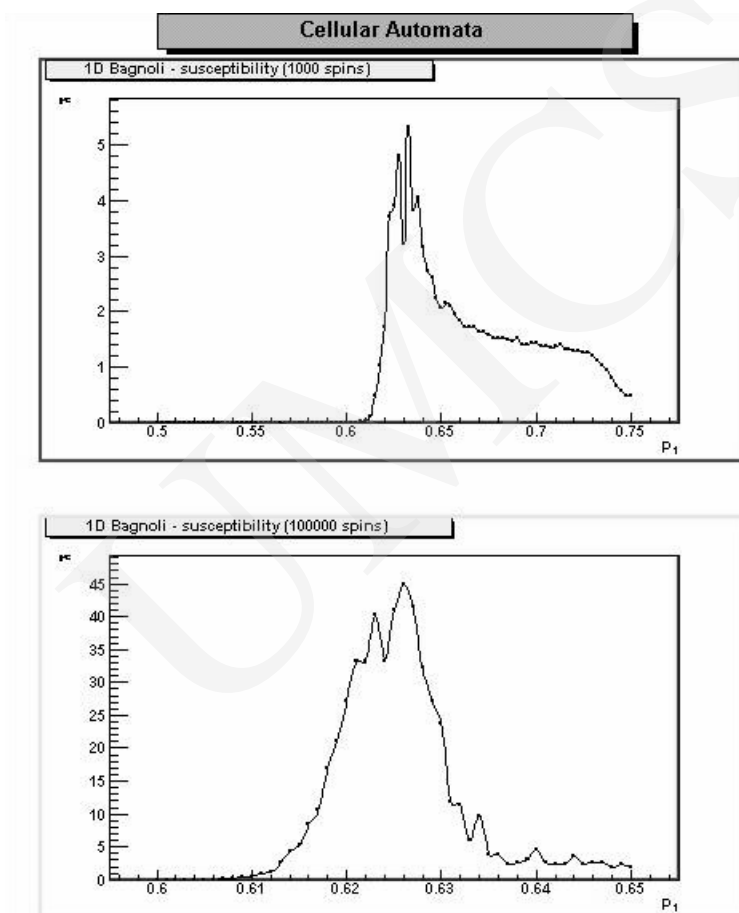 Cellular Automata
1D Bagnoli - susceptibility (1000 spins)
5
4
3
2
1
0
0.5 0.55 0.6 0.65 0.7 0.75
P1
1D Bagnoli - susceptibility (100000 spins)
45
40
35
30
25
20
15
10
5
0
0.6 0.61 0.62 0.63 0.64 0.65
P1
UMCS